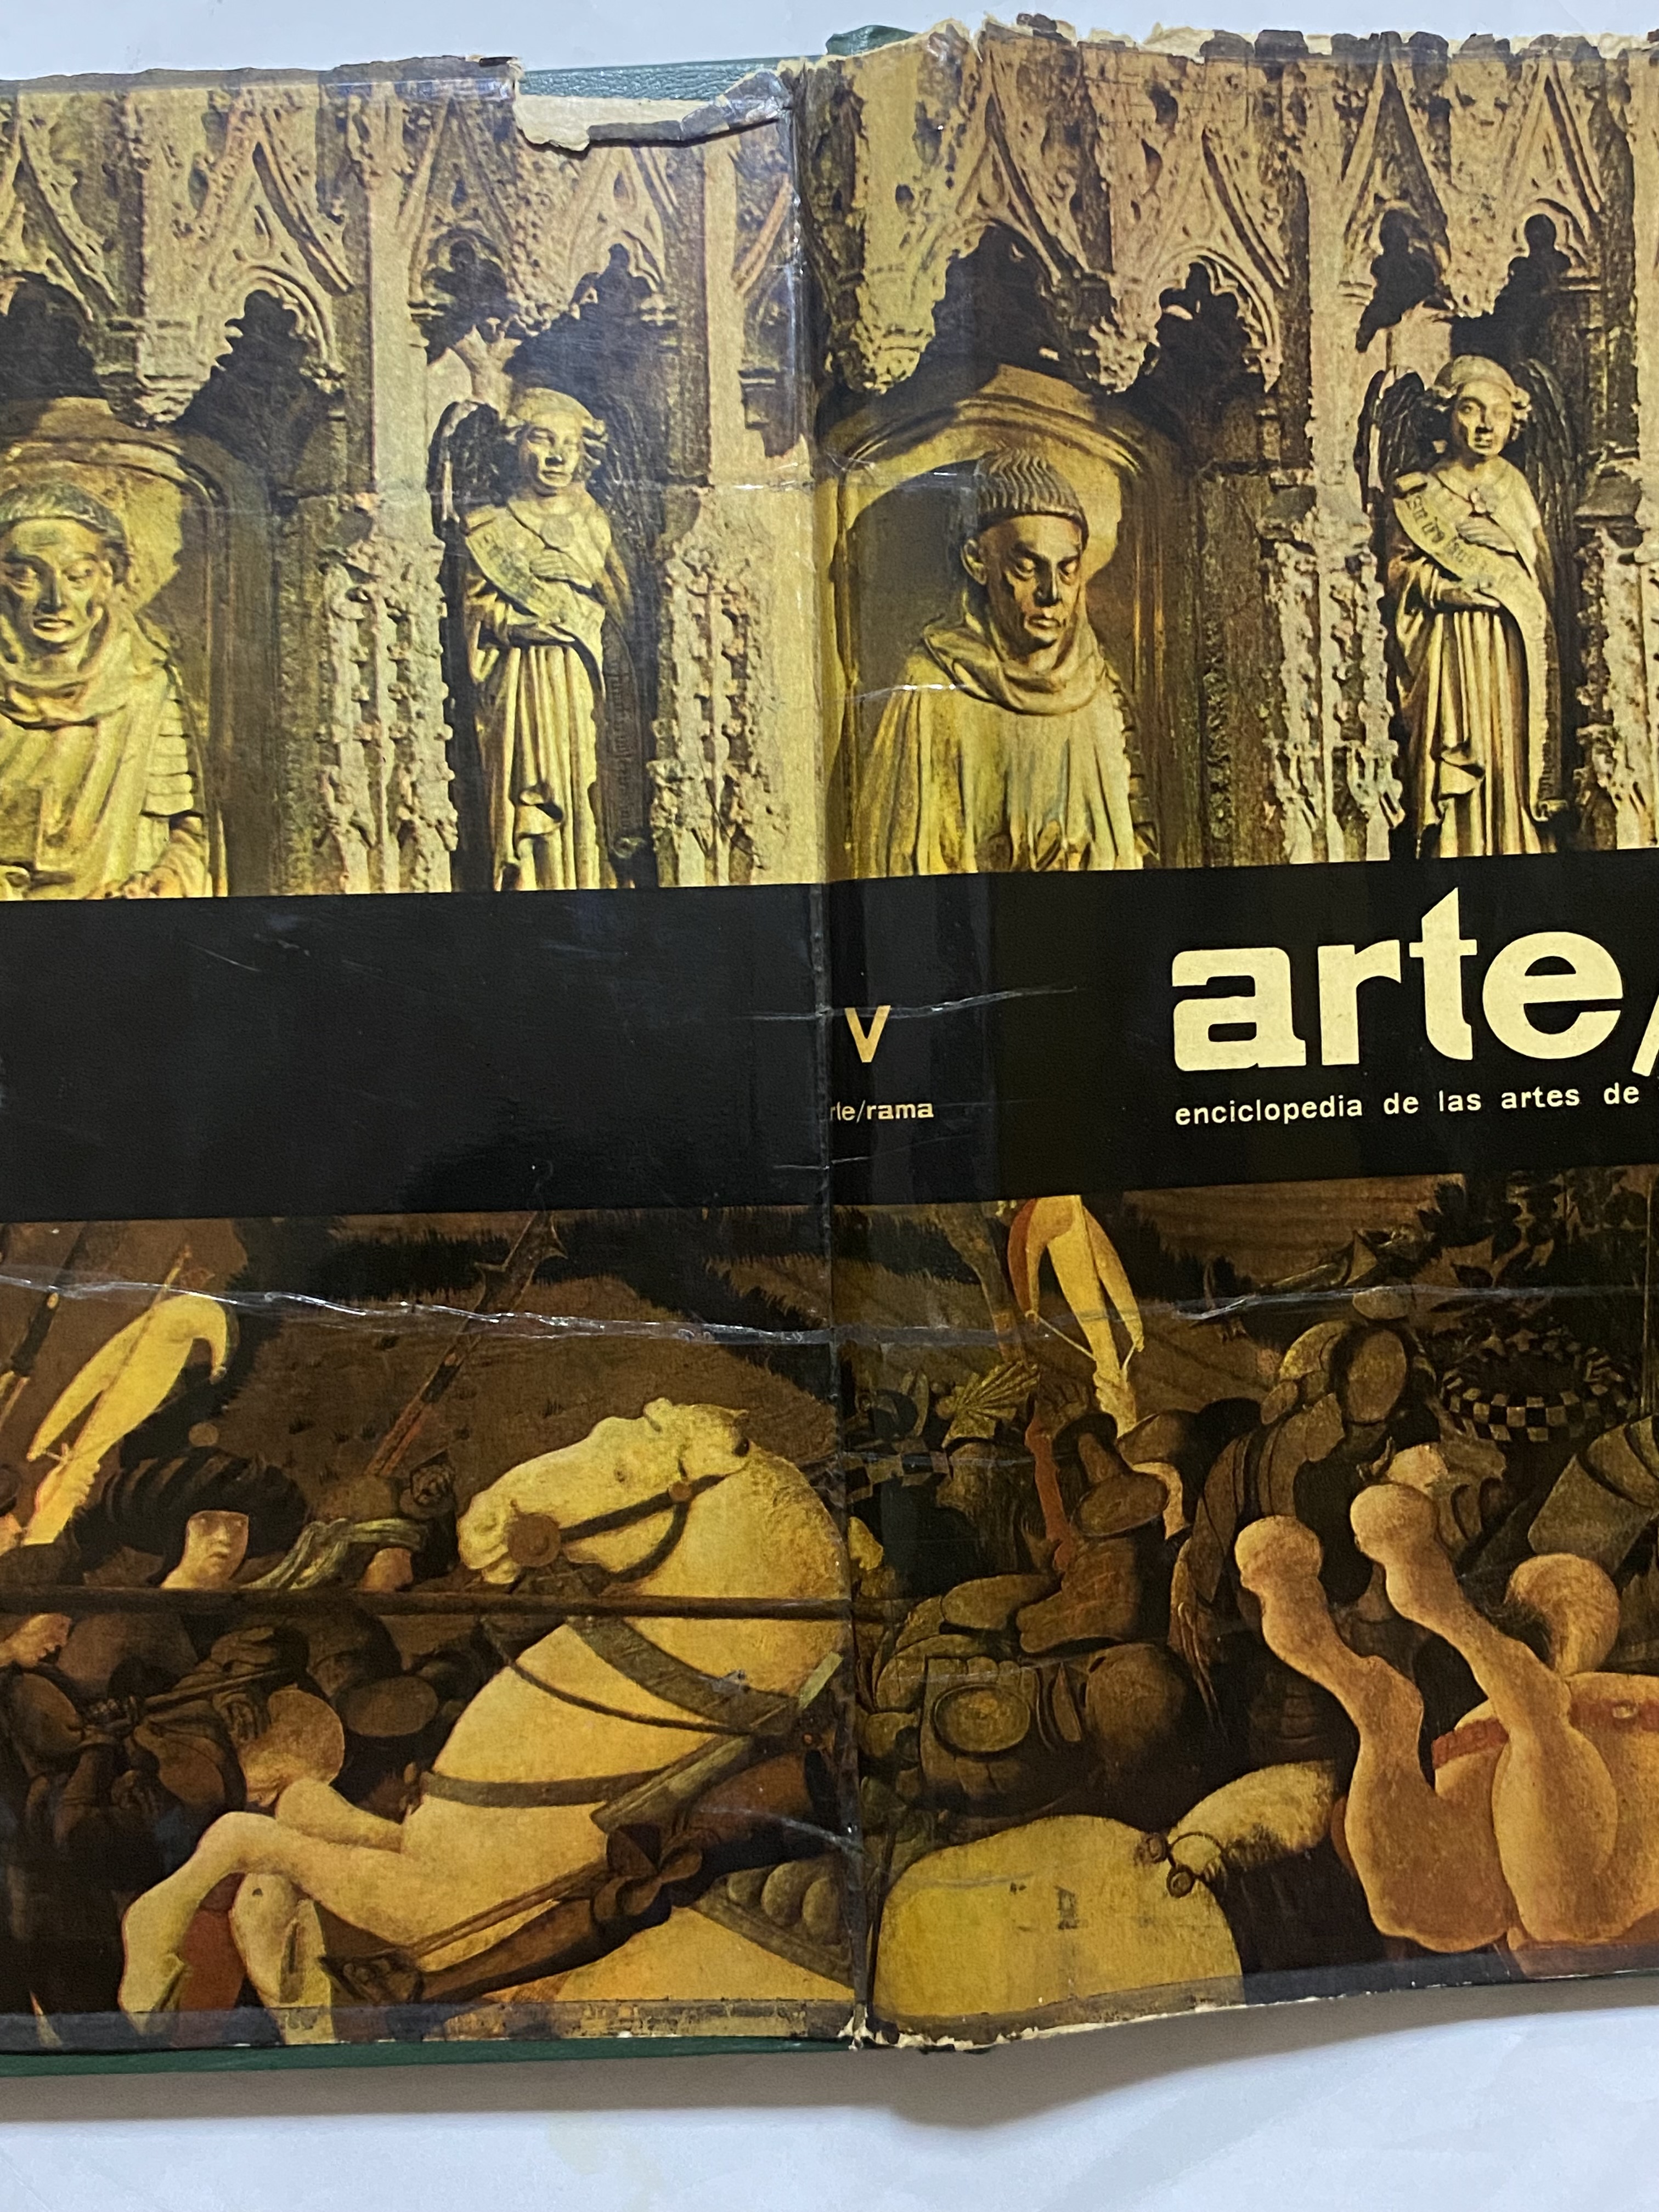 V
rte/rama
arte/
enciclopedia de las artes de